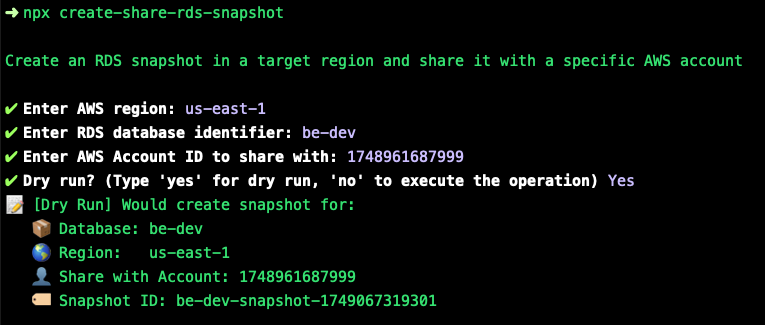 ➜ npx create-share-rds-snapshot
Create an RDS snapshot in a target region and share it with a specific AWS account
✔ Enter AWS region: us-east-1
✔ Enter RDS database identifier: be-dev
✔ Enter AWS Account ID to share with: 1748961687999
✔ Dry run? (Type 'yes' for dry run, 'no' to execute the operation) Yes
📝 [Dry Run] Would create snapshot for:
📦 Database: be-dev
🌎 Region: us-east-1
👤 Share with Account: 1748961687999
🏷️ Snapshot ID: be-dev-snapshot-1749067319301